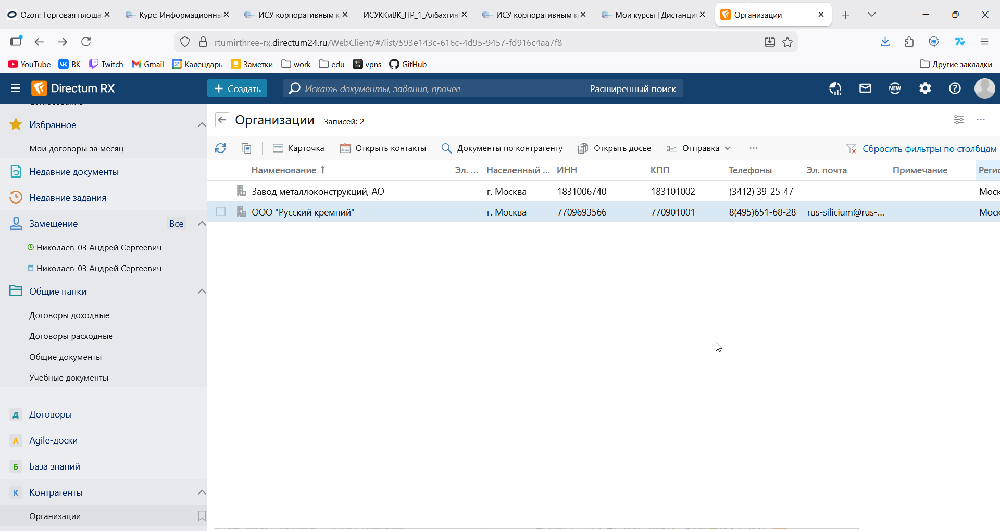 Ozon: Торговая площа
Курс: Информационн
ИСУ корпоративным к
ИСУККиВК_ПР_1_Албахтин
ИСУ корпоративным к
Мои курсы | Дистанци
Организации
rtumirthree-rx.directum24.ru/WebClient/#/list/593e143c-616c-4d95-9457-fd916c4aa7f8
YouTube
ВК
Twitch
Gmail
31 Календарь
Заметки
work
edu
vpns
GitHub
Другие закладки
Directum RX
Создать
Искать документы, задания, прочее
Расширенный поиск
NEW
Согласование
Избранное
Мои договоры за месяц
Недавние документы
Недавние задания
Замещение Все
Николаев_03 Андрей Сергеевич
Николаев_03 Андрей Сергеевич
Общие папки
Договоры доходные
Договоры расходные
Общие документы
Учебные документы
Д Договоры
А Agile-доски
Б База знаний
К Контрагенты
Организации
Организации Записей: 2
Карточка Открыть контакты Документы по контрагенту Открыть досье Отправка ... Сбросить фильтры по столбцам
Наименование Эл. ... Населенный ... ИНН КПП Телефоны Эл. почта Примечание Регис
Завод металлоконструкций, АО г. Москва 1831006740 183101002 (3412) 39-25-47 Моск
ООО "Русский кремний" г. Москва 7709693566 770901001 8(495)651-68-28 rus-silicium@rus-... Моск